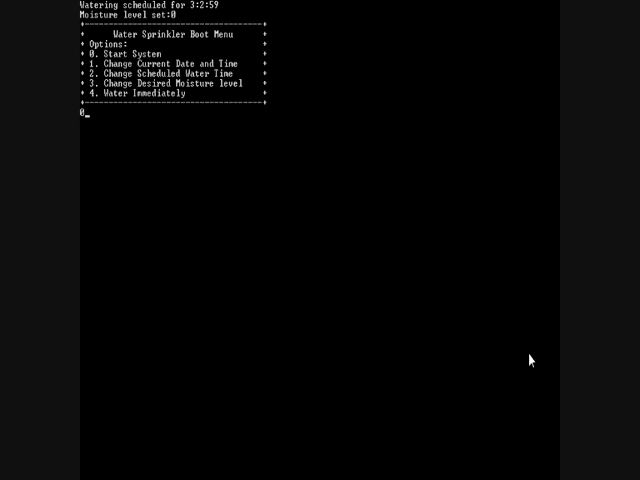 Watering scheduled for 3:2:59
Moisture level set:0
+--------------------------------------+
+ Water Sprinkler Boot Menu +
+ Options: +
+ 0. Start System +
+ 1. Change Current Date and Time +
+ 2. Change Scheduled Water Time +
+ 3. Change Desired Moisture level +
+ 4. Water Immediately +
+--------------------------------------+
0_